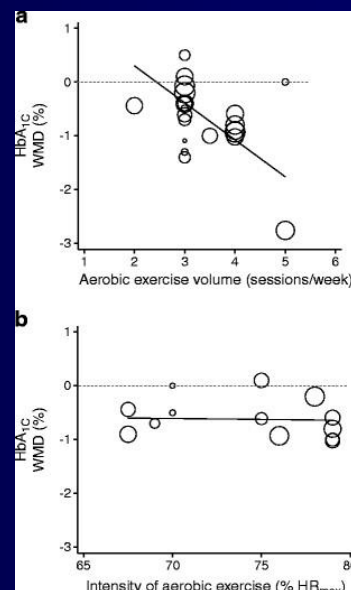 a
1
0
-1
-2
-3
HbA1C
WMD (%)
1 2 3 4 5 6
Aerobic exercise volume (sessions/week)
b
1
0
-1
-2
-3
HbA1C
WMD (%)
65 70 75 80
Intensity of aerobic exercise (% HRmax)